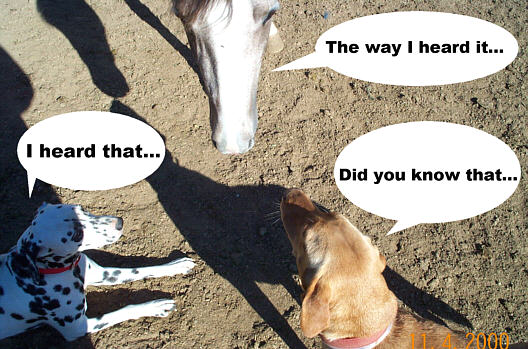 The way I heard it...
I heard that...
Did you know that...
11. 4. 2000